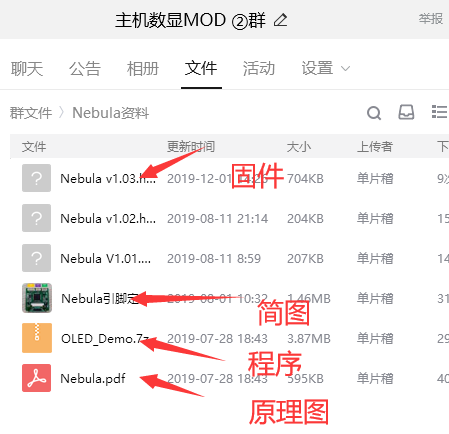 主机数显MOD ②群
举报
聊天 公告 相册 文件 活动 设置
群文件 〉Nebula资料
文件 更新时间 大小 上传者 下
Nebula v1.03.h... 2019-12-01 704KB 单片稽 9次
固件
Nebula v1.02.h... 2019-08-11 21:14 204KB 单片稽 15
Nebula V1.01.... 2019-08-11 8:59 207KB 单片稽 14
Nebula引脚定 2019-08-01 10:32 1.46MB 单片稽 31
简图
OLED_Demo.7z 2019-07-28 18:43 3.87MB 单片稽 29
程序
Nebula.pdf 2019-07-28 18:43 595KB 单片稽 40
原理图